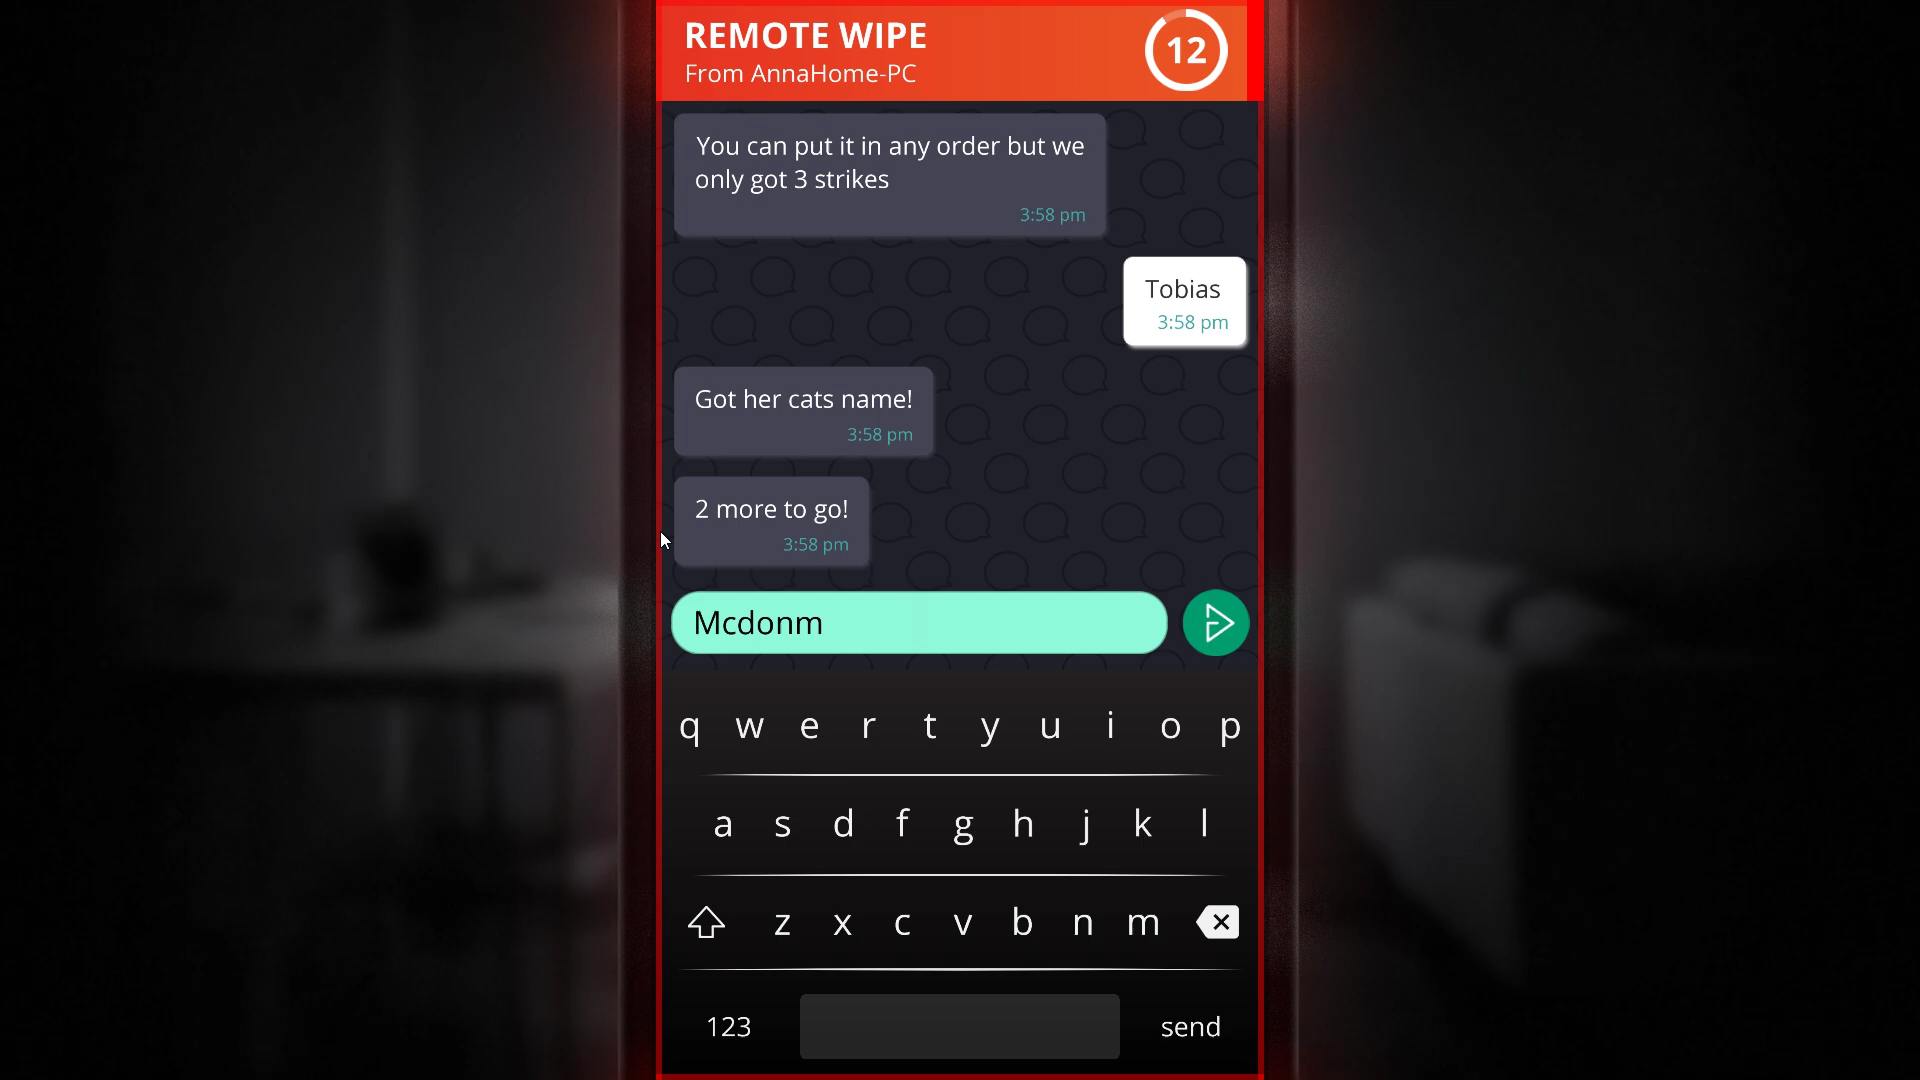 REMOTE WIPE
From AnnaHome-PC
12
You can put it in any order but we
only got 3 strikes
3:58 pm
Tobias
3:58 pm
Got her cats name!
3:58 pm
2 more to go!
3:58 pm
Mcdonm
q w e r t y u i o p
a s d f g h j k l
z x c v b n m
123 send